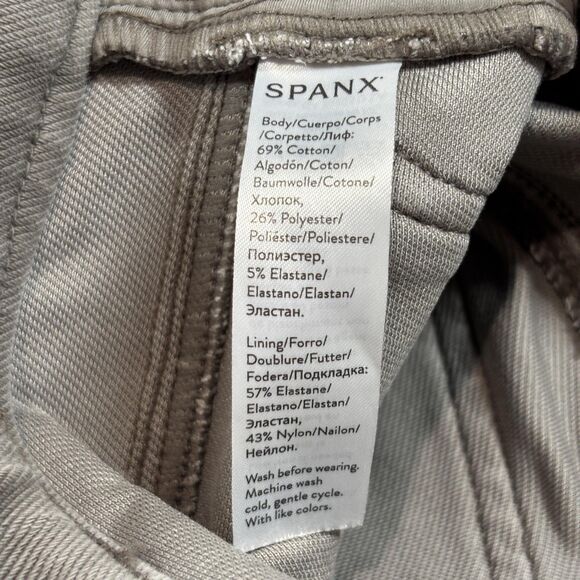 SPANX
Body/Cuerpo/Corps
/Corpetto/Лиф:
69% Cotton/
Algodón/Coton/
Baumwolle/Cotone/
Хлопок,
26% Polyester/
Poliéster/Poliestere/
Полиэстер,
5% Elastane/
Elastano/Elastan/
Эластан.
Lining/Forro/
Doublure/Futter/
Fodera/Подкладка:
57% Elastane/
Elastano/Elastan/
Эластан,
43% Nylon/Nailon/
Нейлон.
Wash before wearing.
Machine wash
cold, gentle cycle.
With like colors.